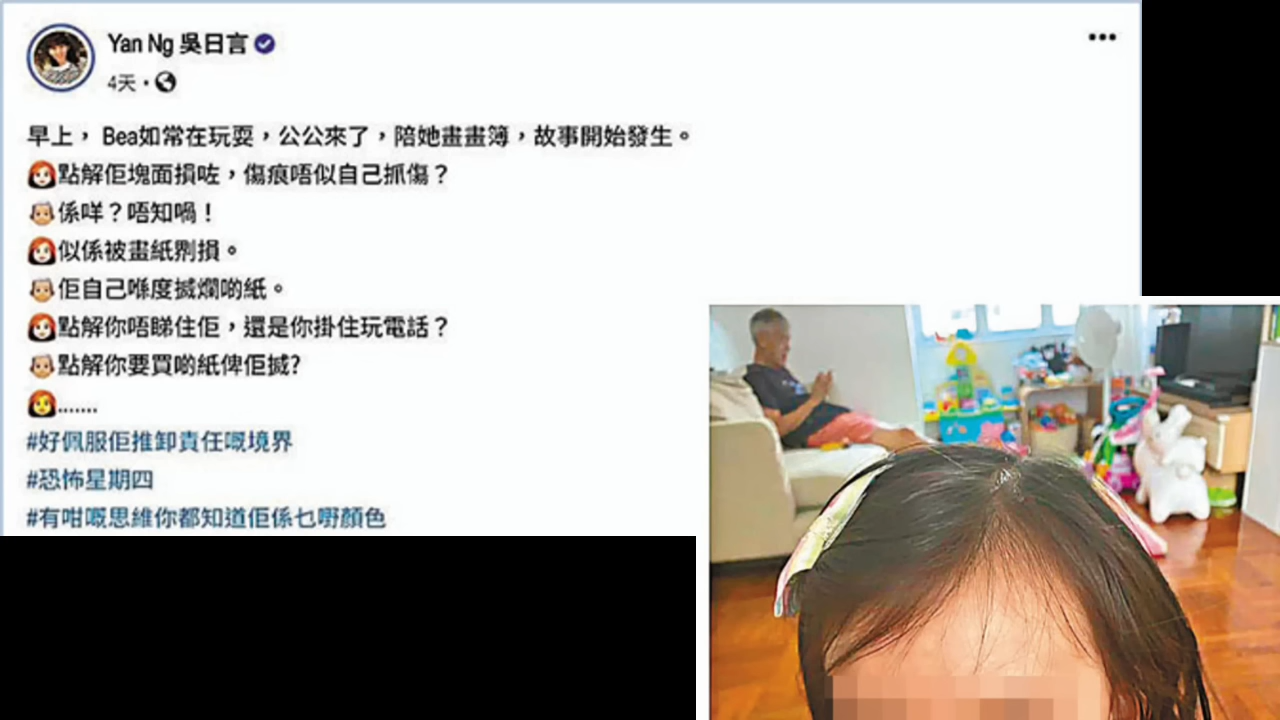 Yan Ng 吳日言
4天
早上， Bea如常在玩耍，公公來了，陪她畫畫簿，故事開始發生。
點解佢塊面損咗，傷痕唔似自己抓傷？
係咩？唔知喎！
似係被畫紙𠝹損。
佢自己喺度搣爛啲紙。
點解你唔睇住佢，還是你掛住玩電話？
點解你要買啲紙俾佢搣?
.......
#好佩服佢推卸責任嘅境界
#恐怖星期四
#有咁嘅思維你都知道佢係乜嘢顏色